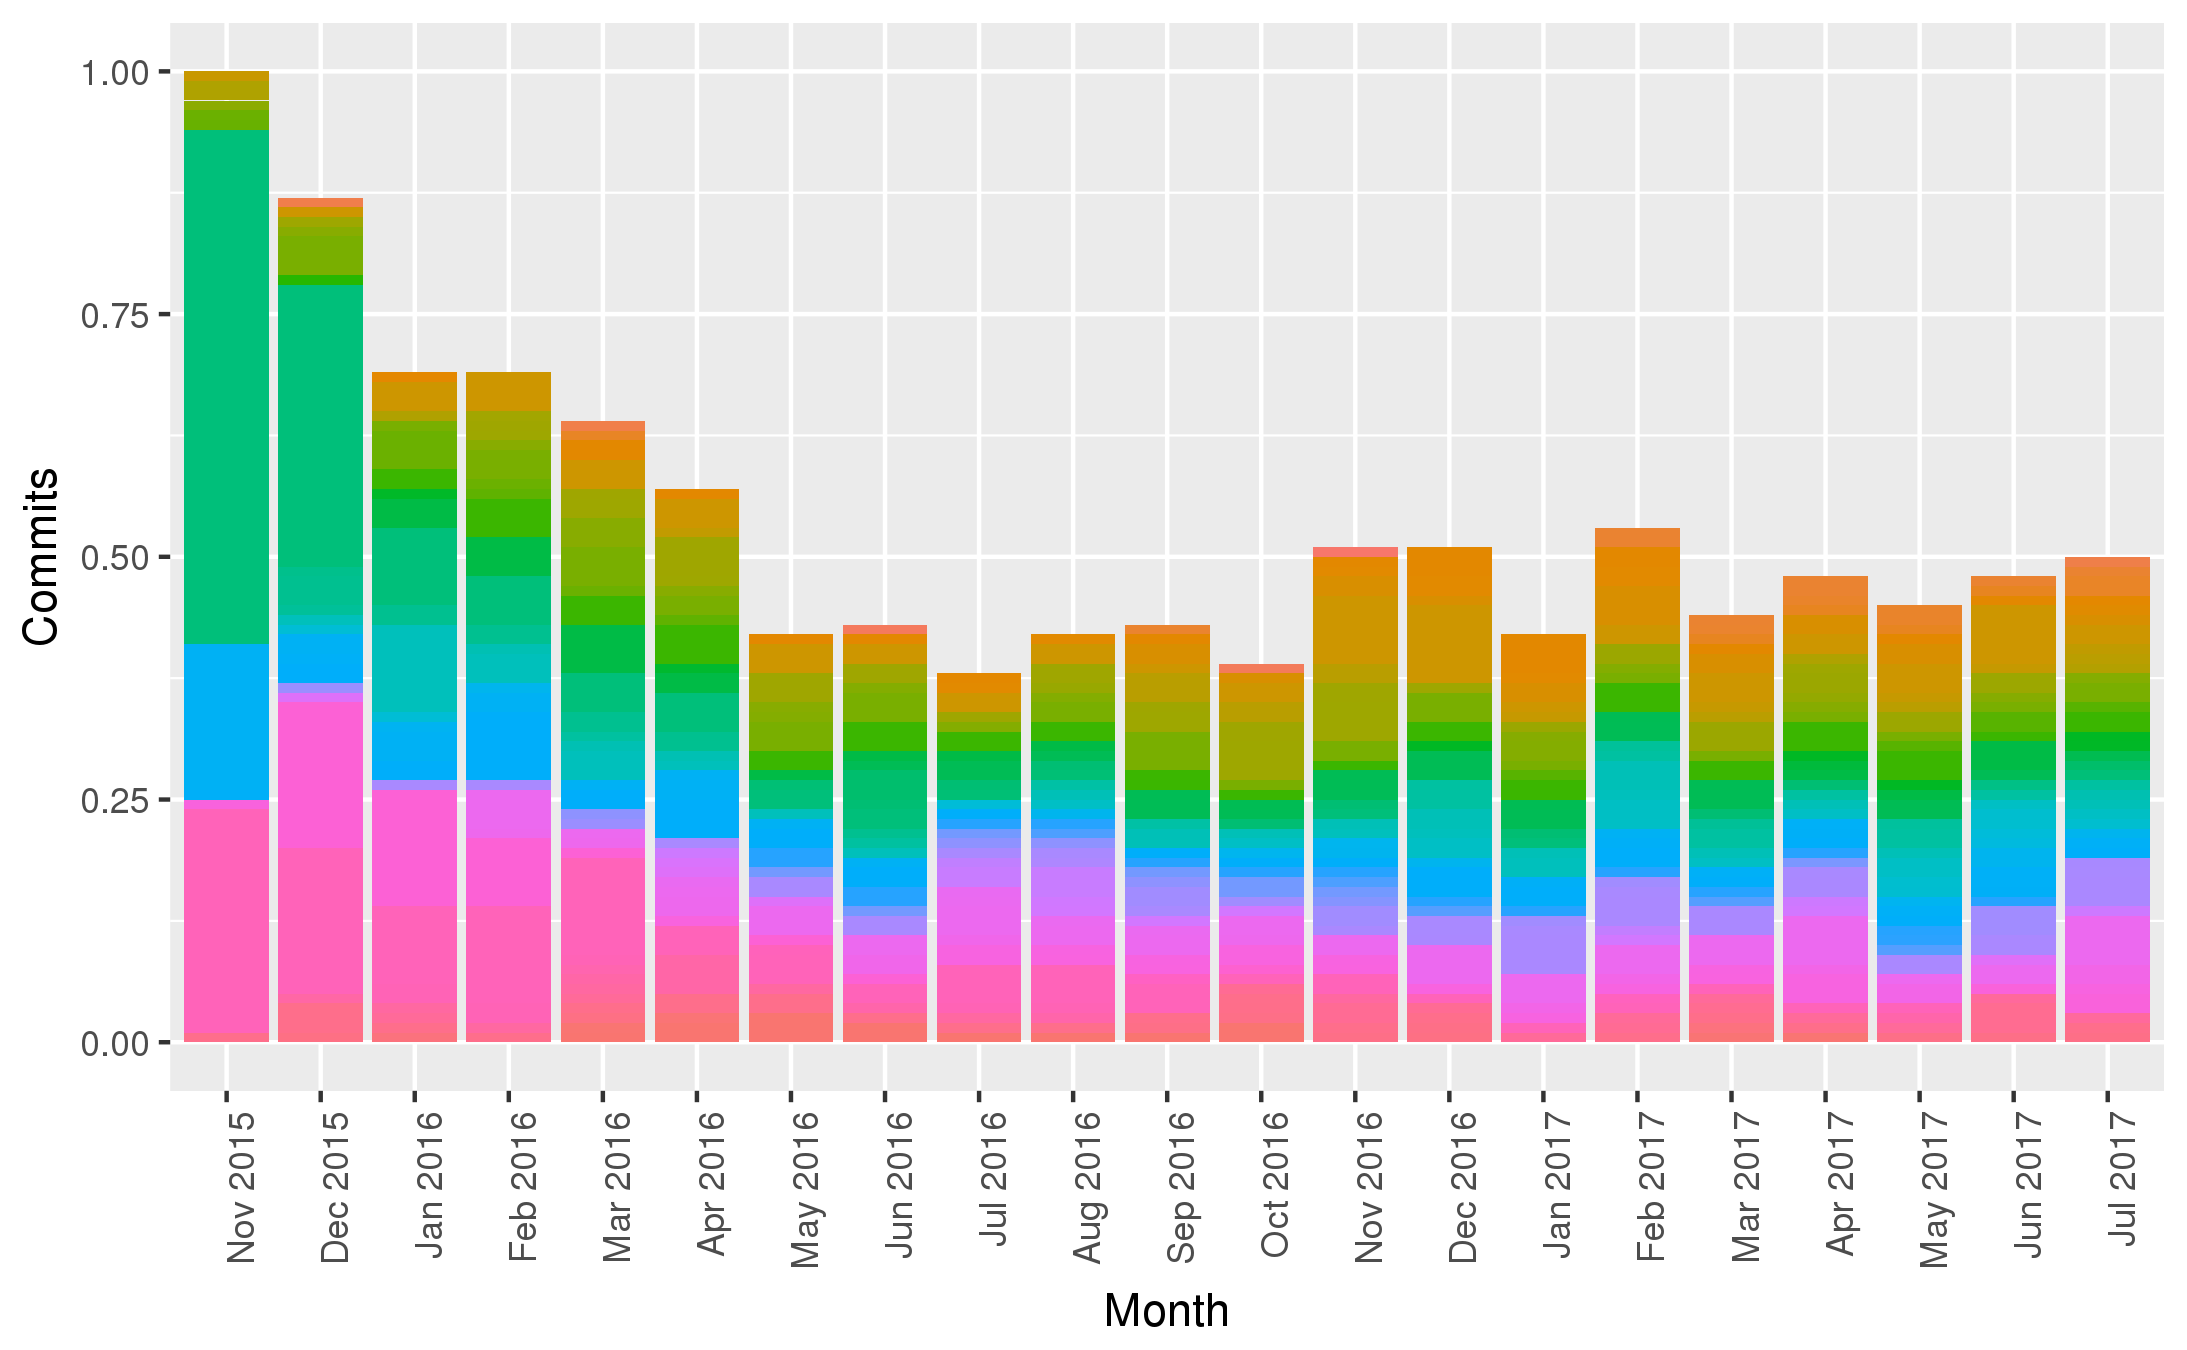 Commits
1.00
0.75
0.50
0.25
0.00
Nov 2015
Dec 2015
Jan 2016
Feb 2016
Mar 2016
Apr 2016
May 2016
Jun 2016
Jul 2016
Aug 2016
Sep 2016
Oct 2016
Nov 2016
Dec 2016
Jan 2017
Feb 2017
Mar 2017
Apr 2017
May 2017
Jun 2017
Jul 2017
Month